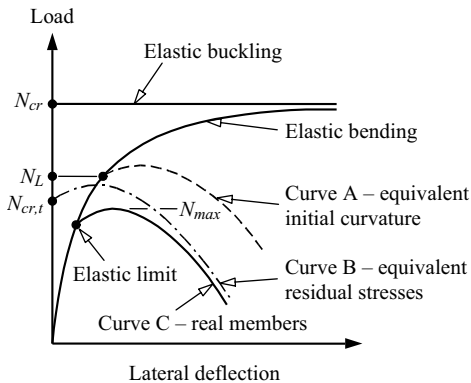 Load
Elastic buckling
N_cr
Elastic bending
N_L
Curve A – equivalent
initial curvature
N_cr,t
N_max
Elastic limit
Curve B – equivalent
residual stresses
Curve C – real members
Lateral deflection